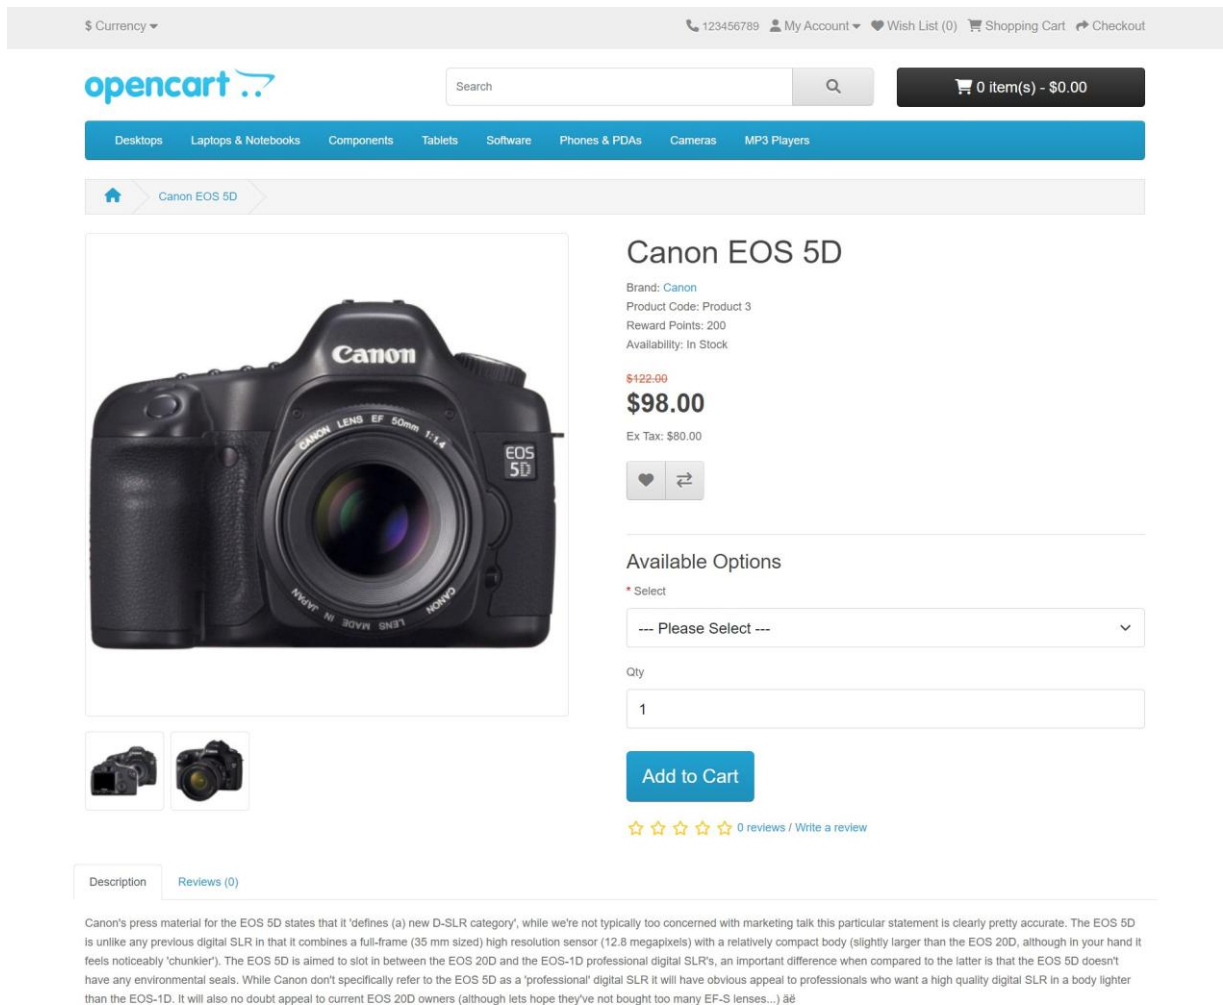 $ Currency
123456789 My Account Wish List (0) Shopping Cart Checkout
opencart
Search
0 item(s) - $0.00
Desktops Laptops & Notebooks Components Tablets Software Phones & PDAs Cameras MP3 Players
Canon EOS 5D
Canon
CANON LENS EF 50mm 1:1.4
EOS
5D
CANON LENS MADE IN JAPAN
Canon EOS 5D
Brand: Canon
Product Code: Product 3
Reward Points: 200
Availability: In Stock
$122.00
$98.00
Ex Tax: $80.00
Available Options
* Select
--- Please Select ---
Qty
1
Add to Cart
0 reviews / Write a review
Description Reviews (0)
Canon's press material for the EOS 5D states that it 'defines (a) new D-SLR category', while we're not typically too concerned with marketing talk this particular statement is clearly pretty accurate. The EOS 5D
is unlike any previous digital SLR in that it combines a full-frame (35 mm sized) high resolution sensor (12.8 megapixels) with a relatively compact body (slightly larger than the EOS 20D, although in your hand it
feels noticeably 'chunkier'). The EOS 5D is aimed to slot in between the EOS 20D and the EOS-1D professional digital SLR's, an important difference when compared to the latter is that the EOS 5D doesn't
have any environmental seals. While Canon don't specifically refer to the EOS 5D as a 'professional' digital SLR it will have obvious appeal to professionals who want a high quality digital SLR in a body lighter
than the EOS-1D. It will also no doubt appeal to current EOS 20D owners (although lets hope they've not bought too many EF-S lenses...) äë